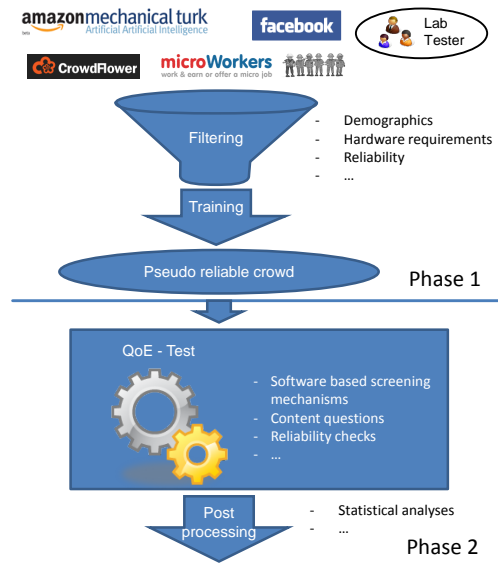 amazonmechanical turk
beta
Artificial Artificial Intelligence
facebook
Lab
Tester
CrowdFlower
microWorkers
work & earn or offer a micro job
Filtering
- Demographics
- Hardware requirements
- Reliability
- …
Training
Pseudo reliable crowd
Phase 1
QoE - Test
- Software based screening
mechanisms
- Content questions
- Reliability checks
- …
Post
processing
- Statistical analyses
- …
Phase 2